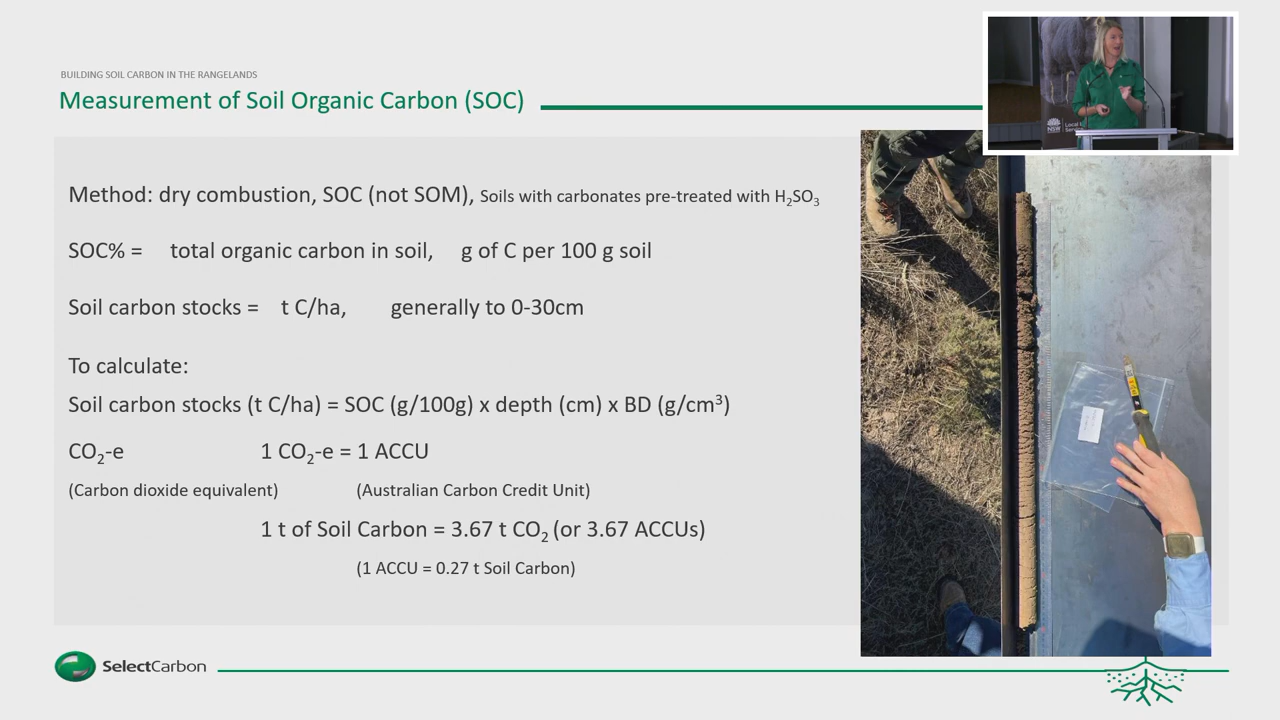 BUILDING SOIL CARBON IN THE RANGELANDS
Measurement of Soil Organic Carbon (SOC)
Method: dry combustion, SOC (not SOM), Soils with carbonates pre-treated with H₂SO₃
SOC% = total organic carbon in soil, g of C per 100 g soil
Soil carbon stocks = t C/ha, generally to 0-30cm
To calculate:
Soil carbon stocks (t C/ha) = SOC (g/100g) x depth (cm) x BD (g/cm³)
CO₂-e 1 CO₂-e = 1 ACCU
(Carbon dioxide equivalent) (Australian Carbon Credit Unit)
1 t of Soil Carbon = 3.67 t CO₂ (or 3.67 ACCUs)
(1 ACCU = 0.27 t Soil Carbon)
SelectCarbon
NSW
Local